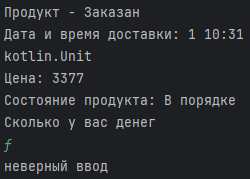 Продукт - Заказан
Дата и время доставки: 1 10:31
kotlin.Unit
Цена: 3377
Состояние продукта: В порядке
Сколько у вас денег
f
неверный ввод